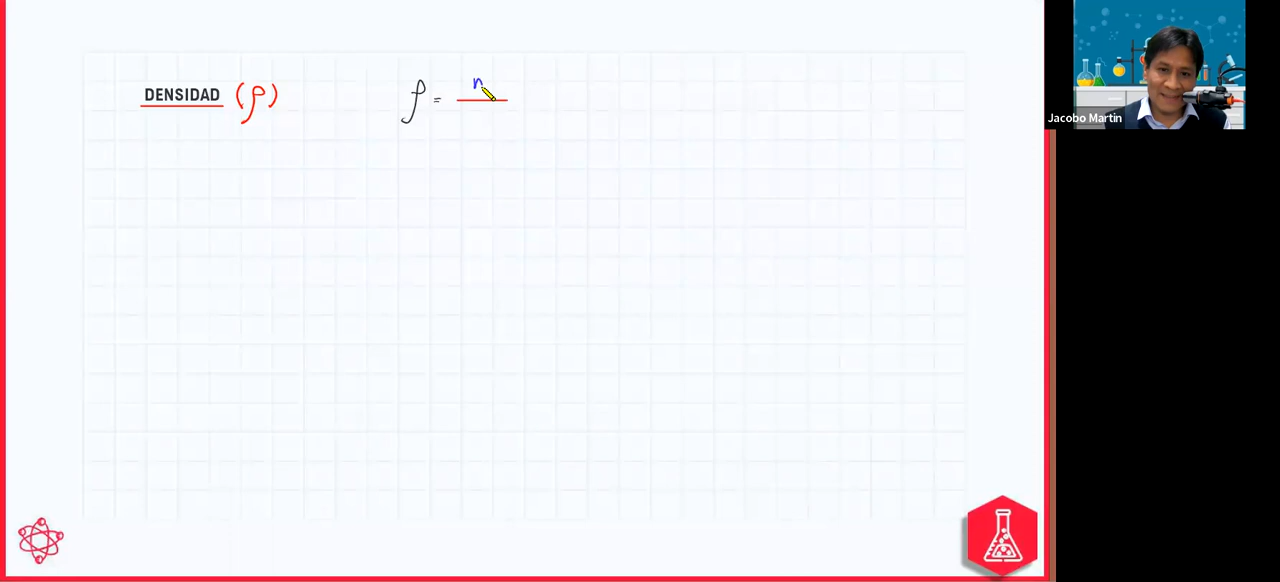 DENSIDAD (ρ) ρ = n
Jacobo Martin